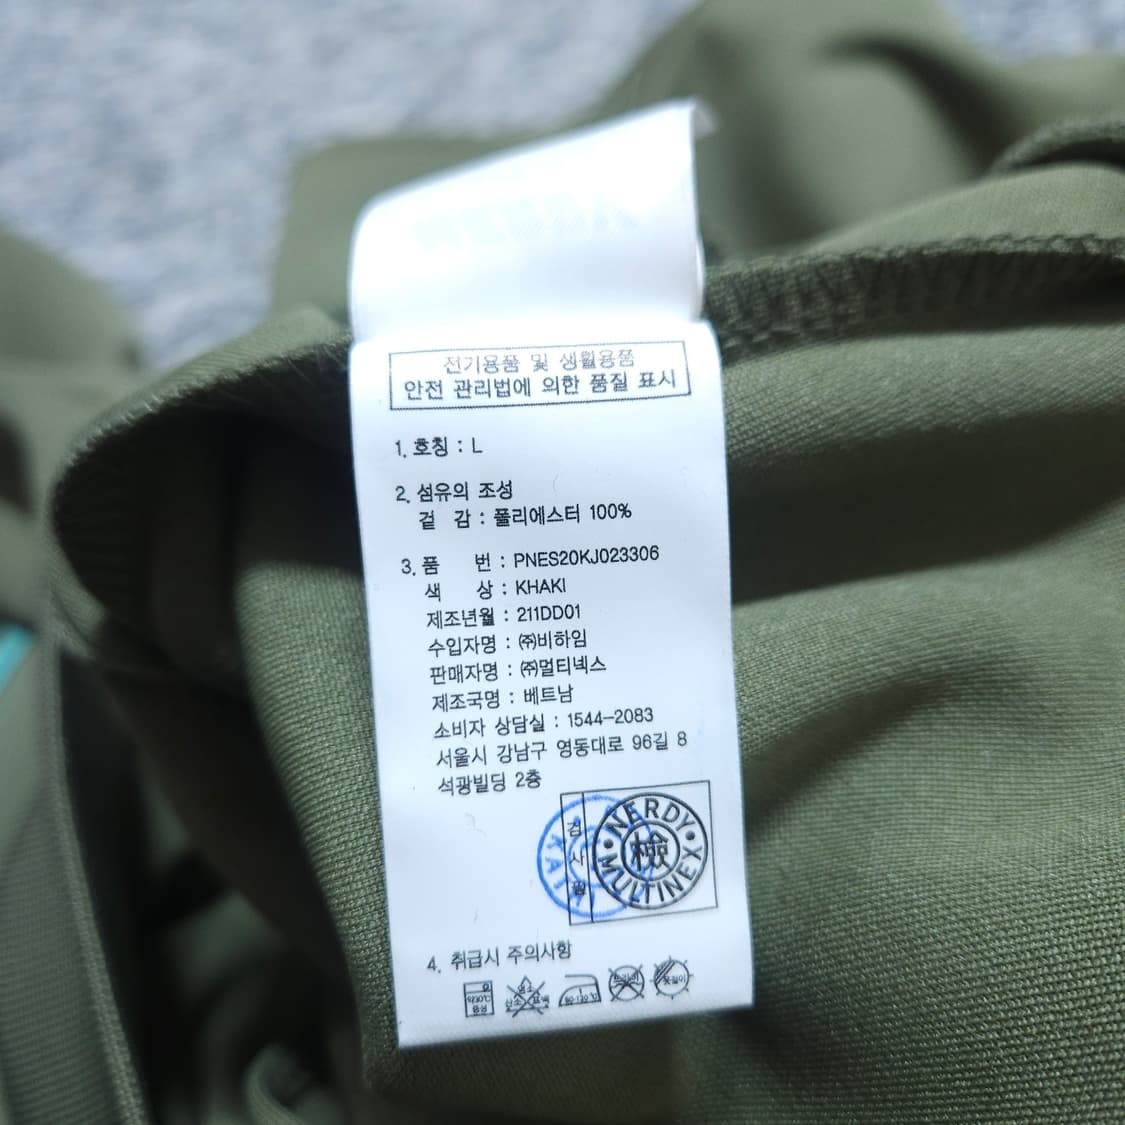 전기용품 및 생활용품
안전 관리법에 의한 품질 표시
1. 호칭 : L
2. 섬유의 조성
겉 감 : 폴리에스터 100%
3. 품 번 : PNES20KJ023306
색 상 : KHAKI
제조년월 : 211DD01
수입자명 : ㈜비하임
판매자명 : ㈜멀티넥스
제조국명 : 베트남
소비자 상담실 : 1544-2083
서울시 강남구 영동대로 96길 8
석광빌딩 2층
검사필
NERDY
檢
MULTINEX
KATRI
4. 취급시 주의사항